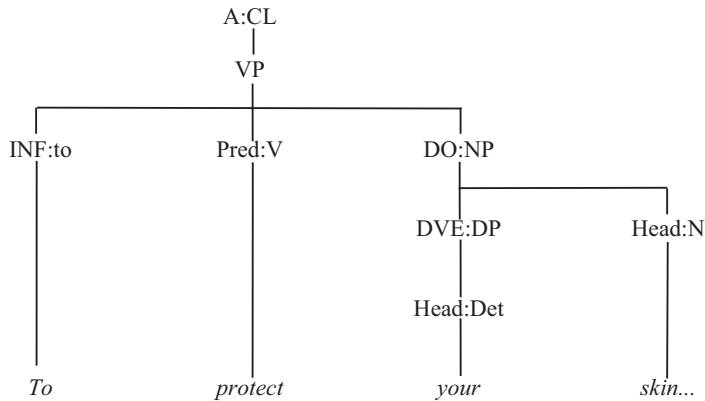 A:CL
VP
INF:to Pred:V DO:NP
DVE:DP Head:N
Head:Det
To protect your skin...